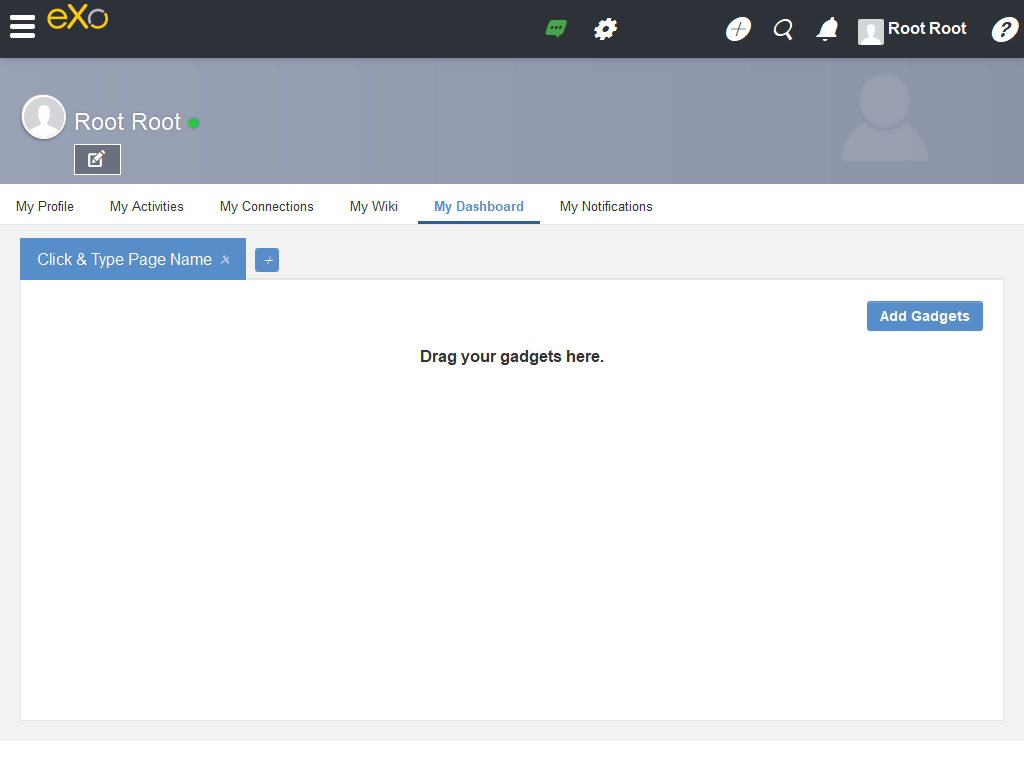 eXo
Root Root
?
Root Root
My Profile
My Activities
My Connections
My Wiki
My Dashboard
My Notifications
Click & Type Page Name
Add Gadgets
Drag your gadgets here.